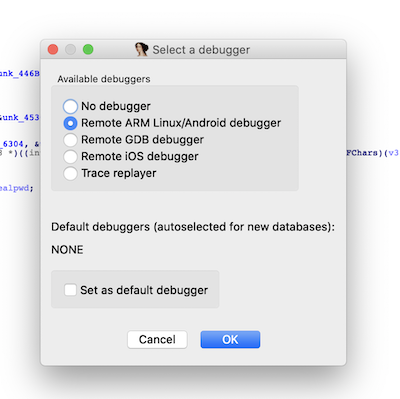 Select a debugger
unk_446B
Available debuggers
No debugger
&unk_453
Remote ARM Linux/Android debugger
Remote GDB debugger
_6304, &
*)((in
FChars)(v3
Remote iOS debugger
Trace replayer
ealpwd;
Default debuggers (autoselected for new databases):
NONE
Set as default debugger
Cancel
OK